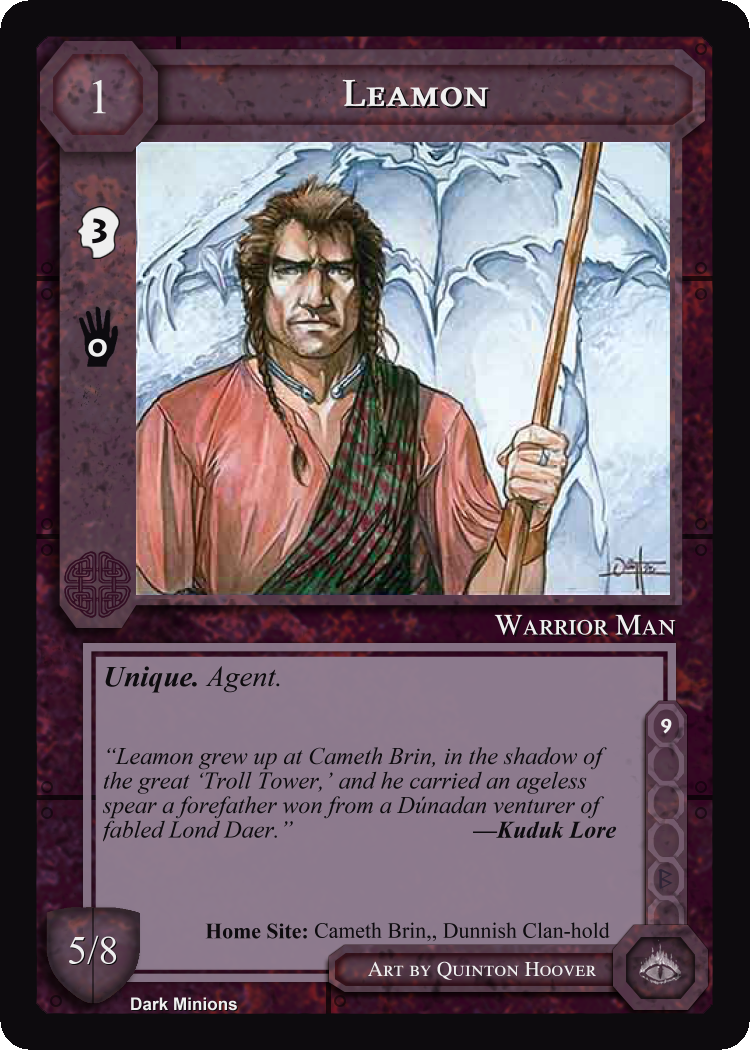 1
LEAMON
3
0
WARRIOR MAN
Unique. Agent.
9
“Leamon grew up at Cameth Brin, in the shadow of
the great ‘Troll Tower,’ and he carried an ageless
spear a forefather won from a Dúnadan venturer of
fabled Lond Daer.” —Kuduk Lore
Home Site: Cameth Brin,, Dunnish Clan-hold
5/8
ART BY QUINTON HOOVER
Dark Minions